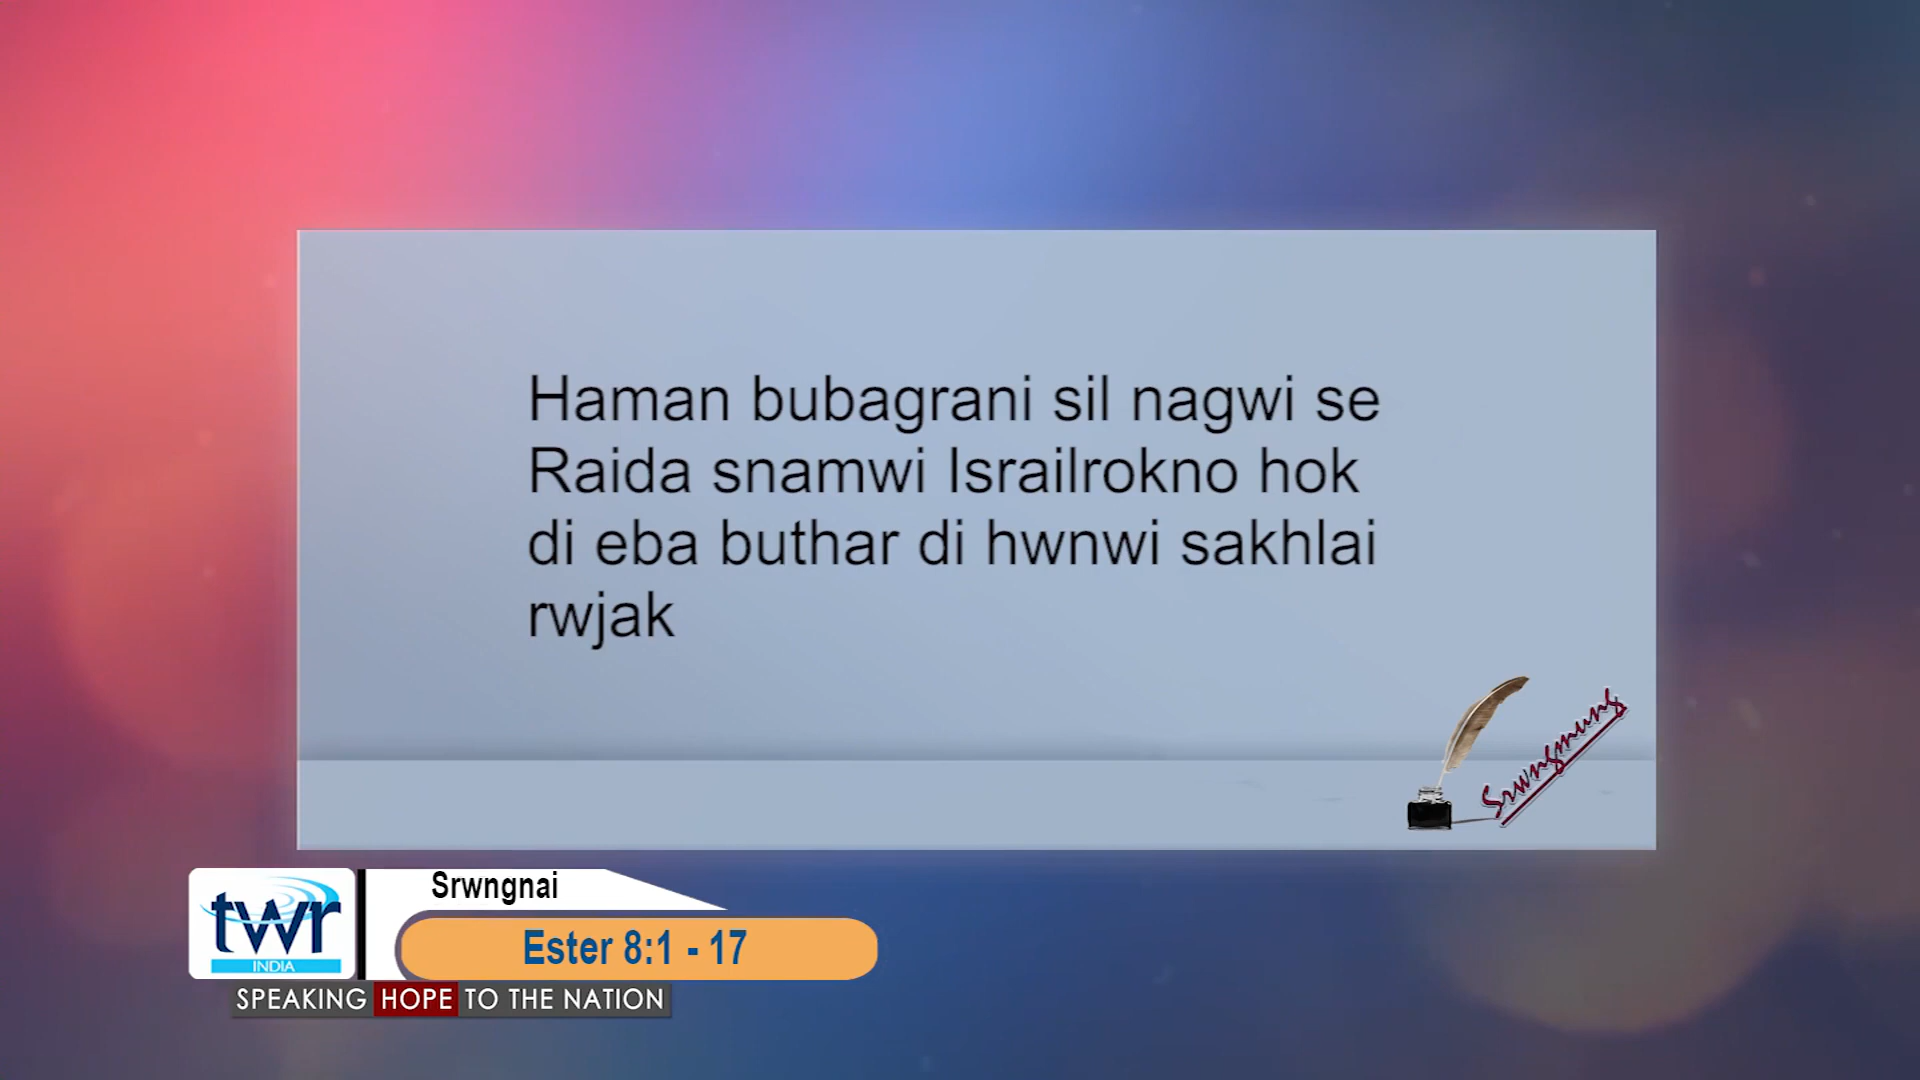 Haman bubagrani sil nagwi se
Raida snamwi Israilrokno hok
di eba buthar di hwnwi sakhlai
rwjak
Srwngmung
twr
INDIA
Srwngnai
Ester 8:1 - 17
SPEAKING HOPE TO THE NATION